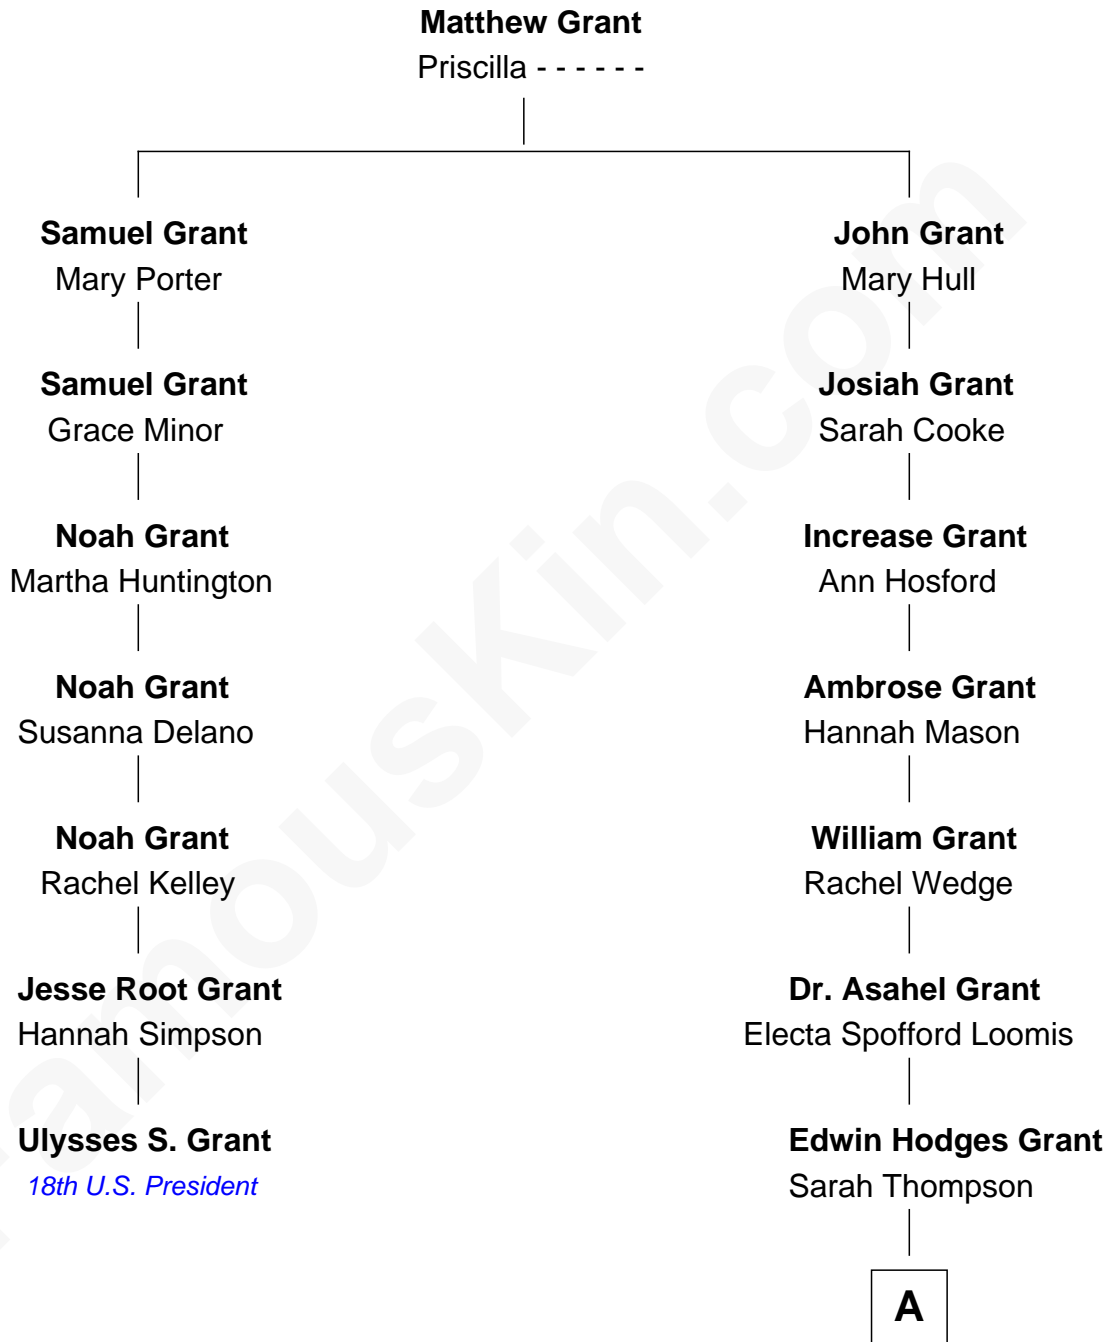 Matthew Grant
Priscilla - - - - - -
Samuel Grant
Mary Porter
John Grant
Mary Hull
Samuel Grant
Grace Minor
Josiah Grant
Sarah Cooke
Noah Grant
Martha Huntington
Increase Grant
Ann Hosford
Noah Grant
Susanna Delano
Ambrose Grant
Hannah Mason
Noah Grant
Rachel Kelley
William Grant
Rachel Wedge
Jesse Root Grant
Hannah Simpson
Dr. Asahel Grant
Electa Spofford Loomis
Ulysses S. Grant
18th U.S. President
Edwin Hodges Grant
Sarah Thompson
A
FamousKin.com